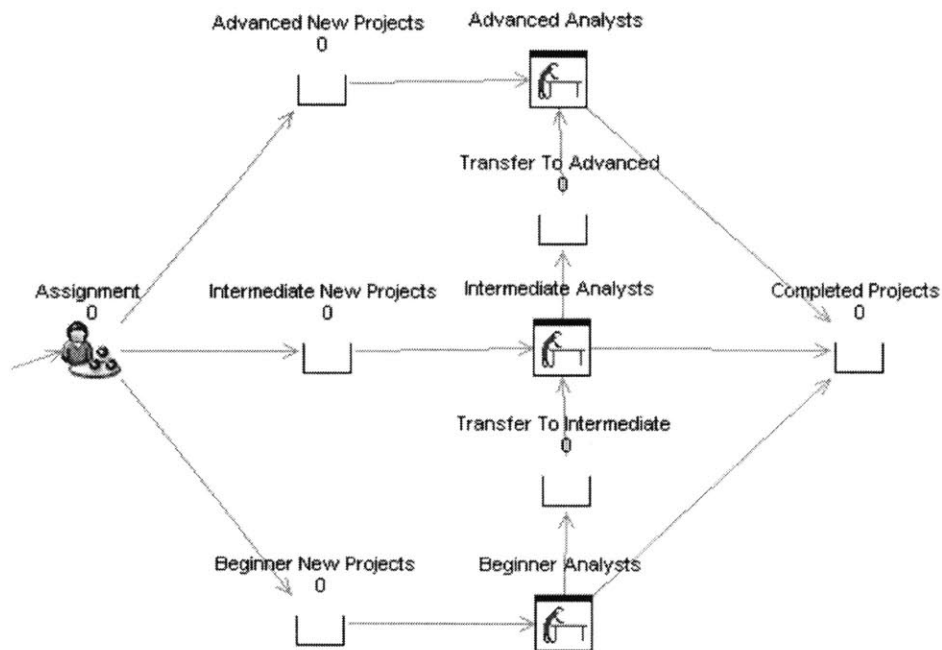 Advanced New Projects
0
Advanced Analysts
Transfer To Advanced
0
Assignment
0
Intermediate New Projects
0
Intermediate Analysts
Completed Projects
0
Transfer To Intermediate
0
Beginner New Projects
0
Beginner Analysts